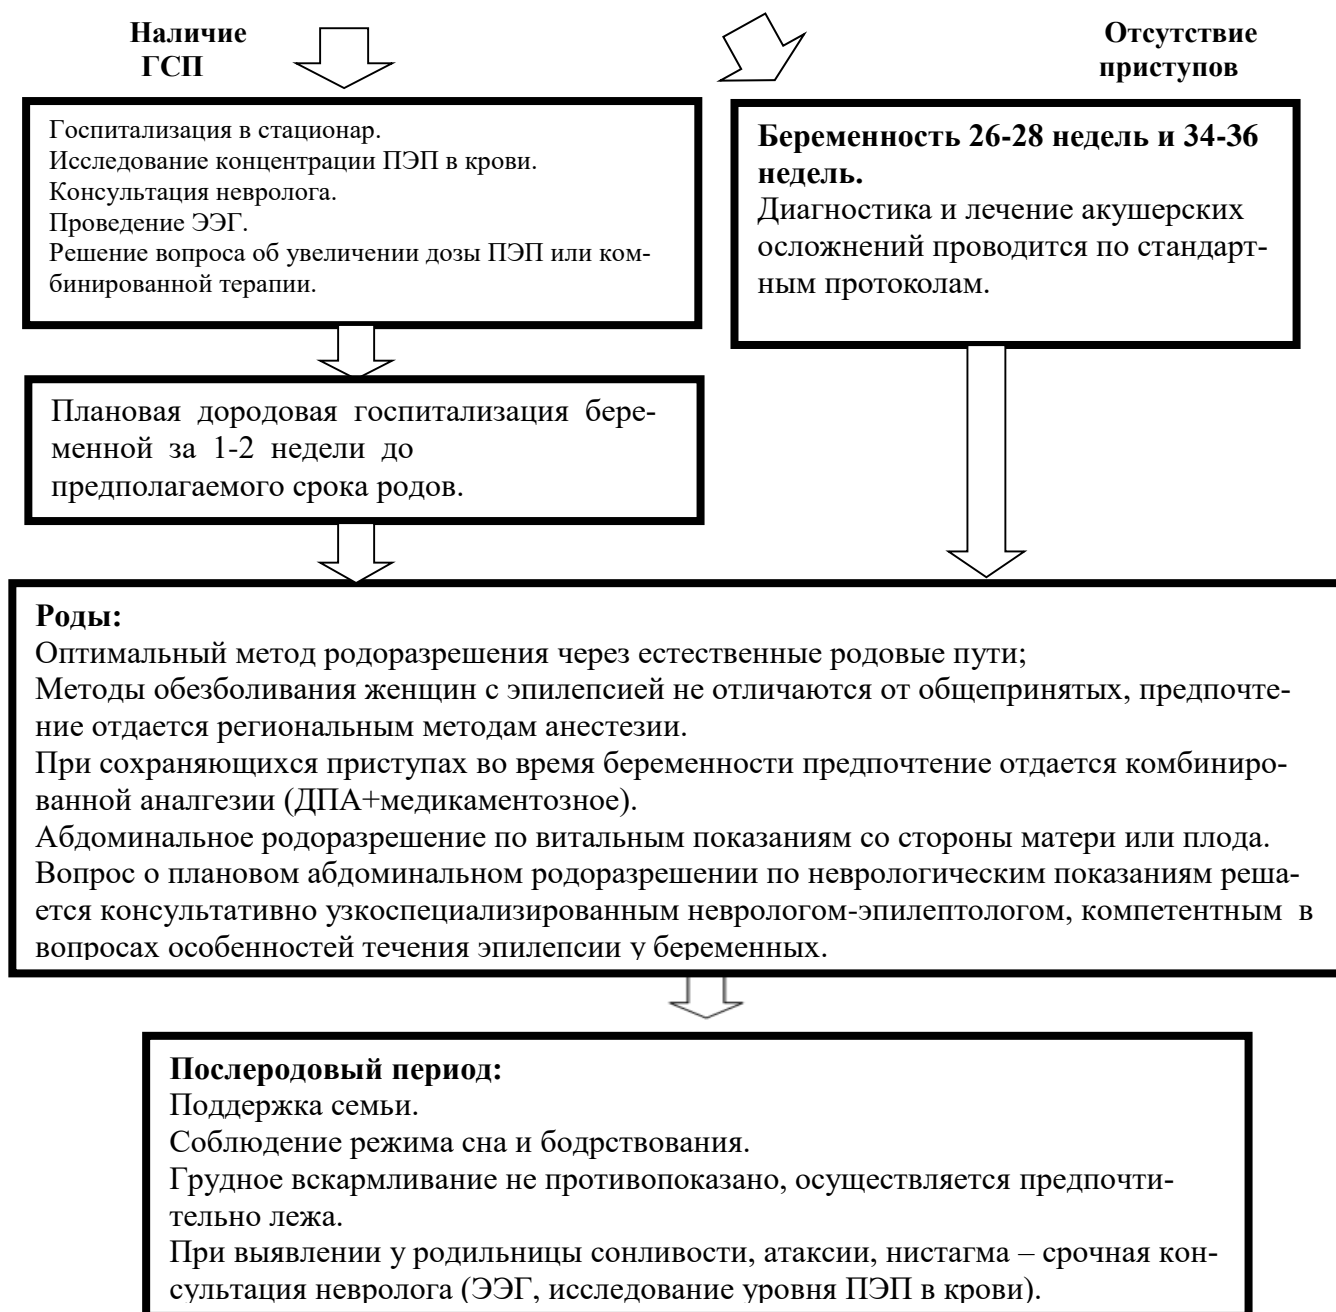 Наличие
ГСП
Отсутствие
приступов
Госпитализация в стационар.
Исследование концентрации ПЭП в крови.
Консультация невролога.
Проведение ЭЭГ.
Решение вопроса об увеличении дозы ПЭП или ком-
бинированной терапии.
Беременность 26-28 недель и 34-36
недель.
Диагностика и лечение акушерских
осложнений проводится по стандарт-
ным протоколам.
Плановая дородовая госпитализация бере-
менной за 1-2 недели до
предполагаемого срока родов.
Роды:
Оптимальный метод родоразрешения через естественные родовые пути;
Методы обезболивания женщин с эпилепсией не отличаются от общепринятых, предпочте-
ние отдается региональным методам анестезии.
При сохраняющихся приступах во время беременности предпочтение отдается комбиниро-
ванной аналгезии (ДПА+медикаментозное).
Абдоминальное родоразрешение по витальным показаниям со стороны матери или плода.
Вопрос о плановом абдоминальном родоразрешении по неврологическим показаниям реша-
ется консультативно узкоспециализированным неврологом-эпилептологом, компетентным в
вопросах особенностей течения эпилепсии у беременных.
Послеродовый период:
Поддержка семьи.
Соблюдение режима сна и бодрствования.
Грудное вскармливание не противопоказано, осуществляется предпочти-
тельно лежа.
При выявлении у родильницы сонливости, атаксии, нистагма – срочная кон-
сультация невролога (ЭЭГ, исследование уровня ПЭП в крови).